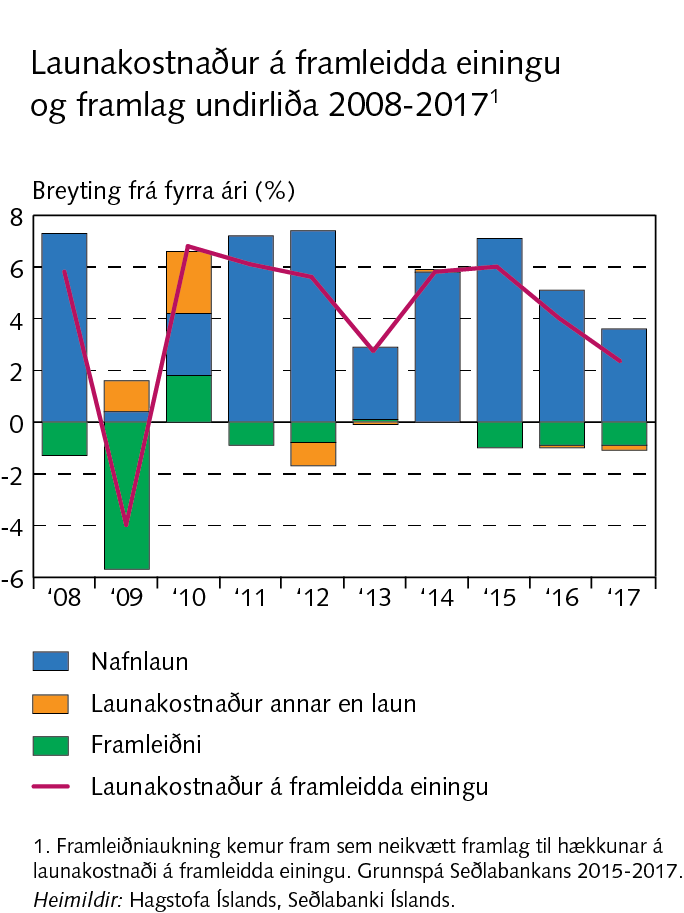 Launakostnaður á framleidda einingu
og framlag undirliða 2008-2017¹
Breyting frá fyrra ári (%)
8
6
4
2
0
-2
-4
-6
‘08 ‘09 ‘10 ‘11 ‘12 ‘13 ‘14 ‘15 ‘16 ‘17
Nafnlaun
Launakostnaður annar en laun
Framleiðni
Launakostnaður á framleidda einingu
1. Framleiðniaukning kemur fram sem neikvætt framlag til hækkunar á
launakostnaði á framleidda einingu. Grunnspá Seðlabankans 2015-2017.
Heimildir: Hagstofa Íslands, Seðlabanki Íslands.